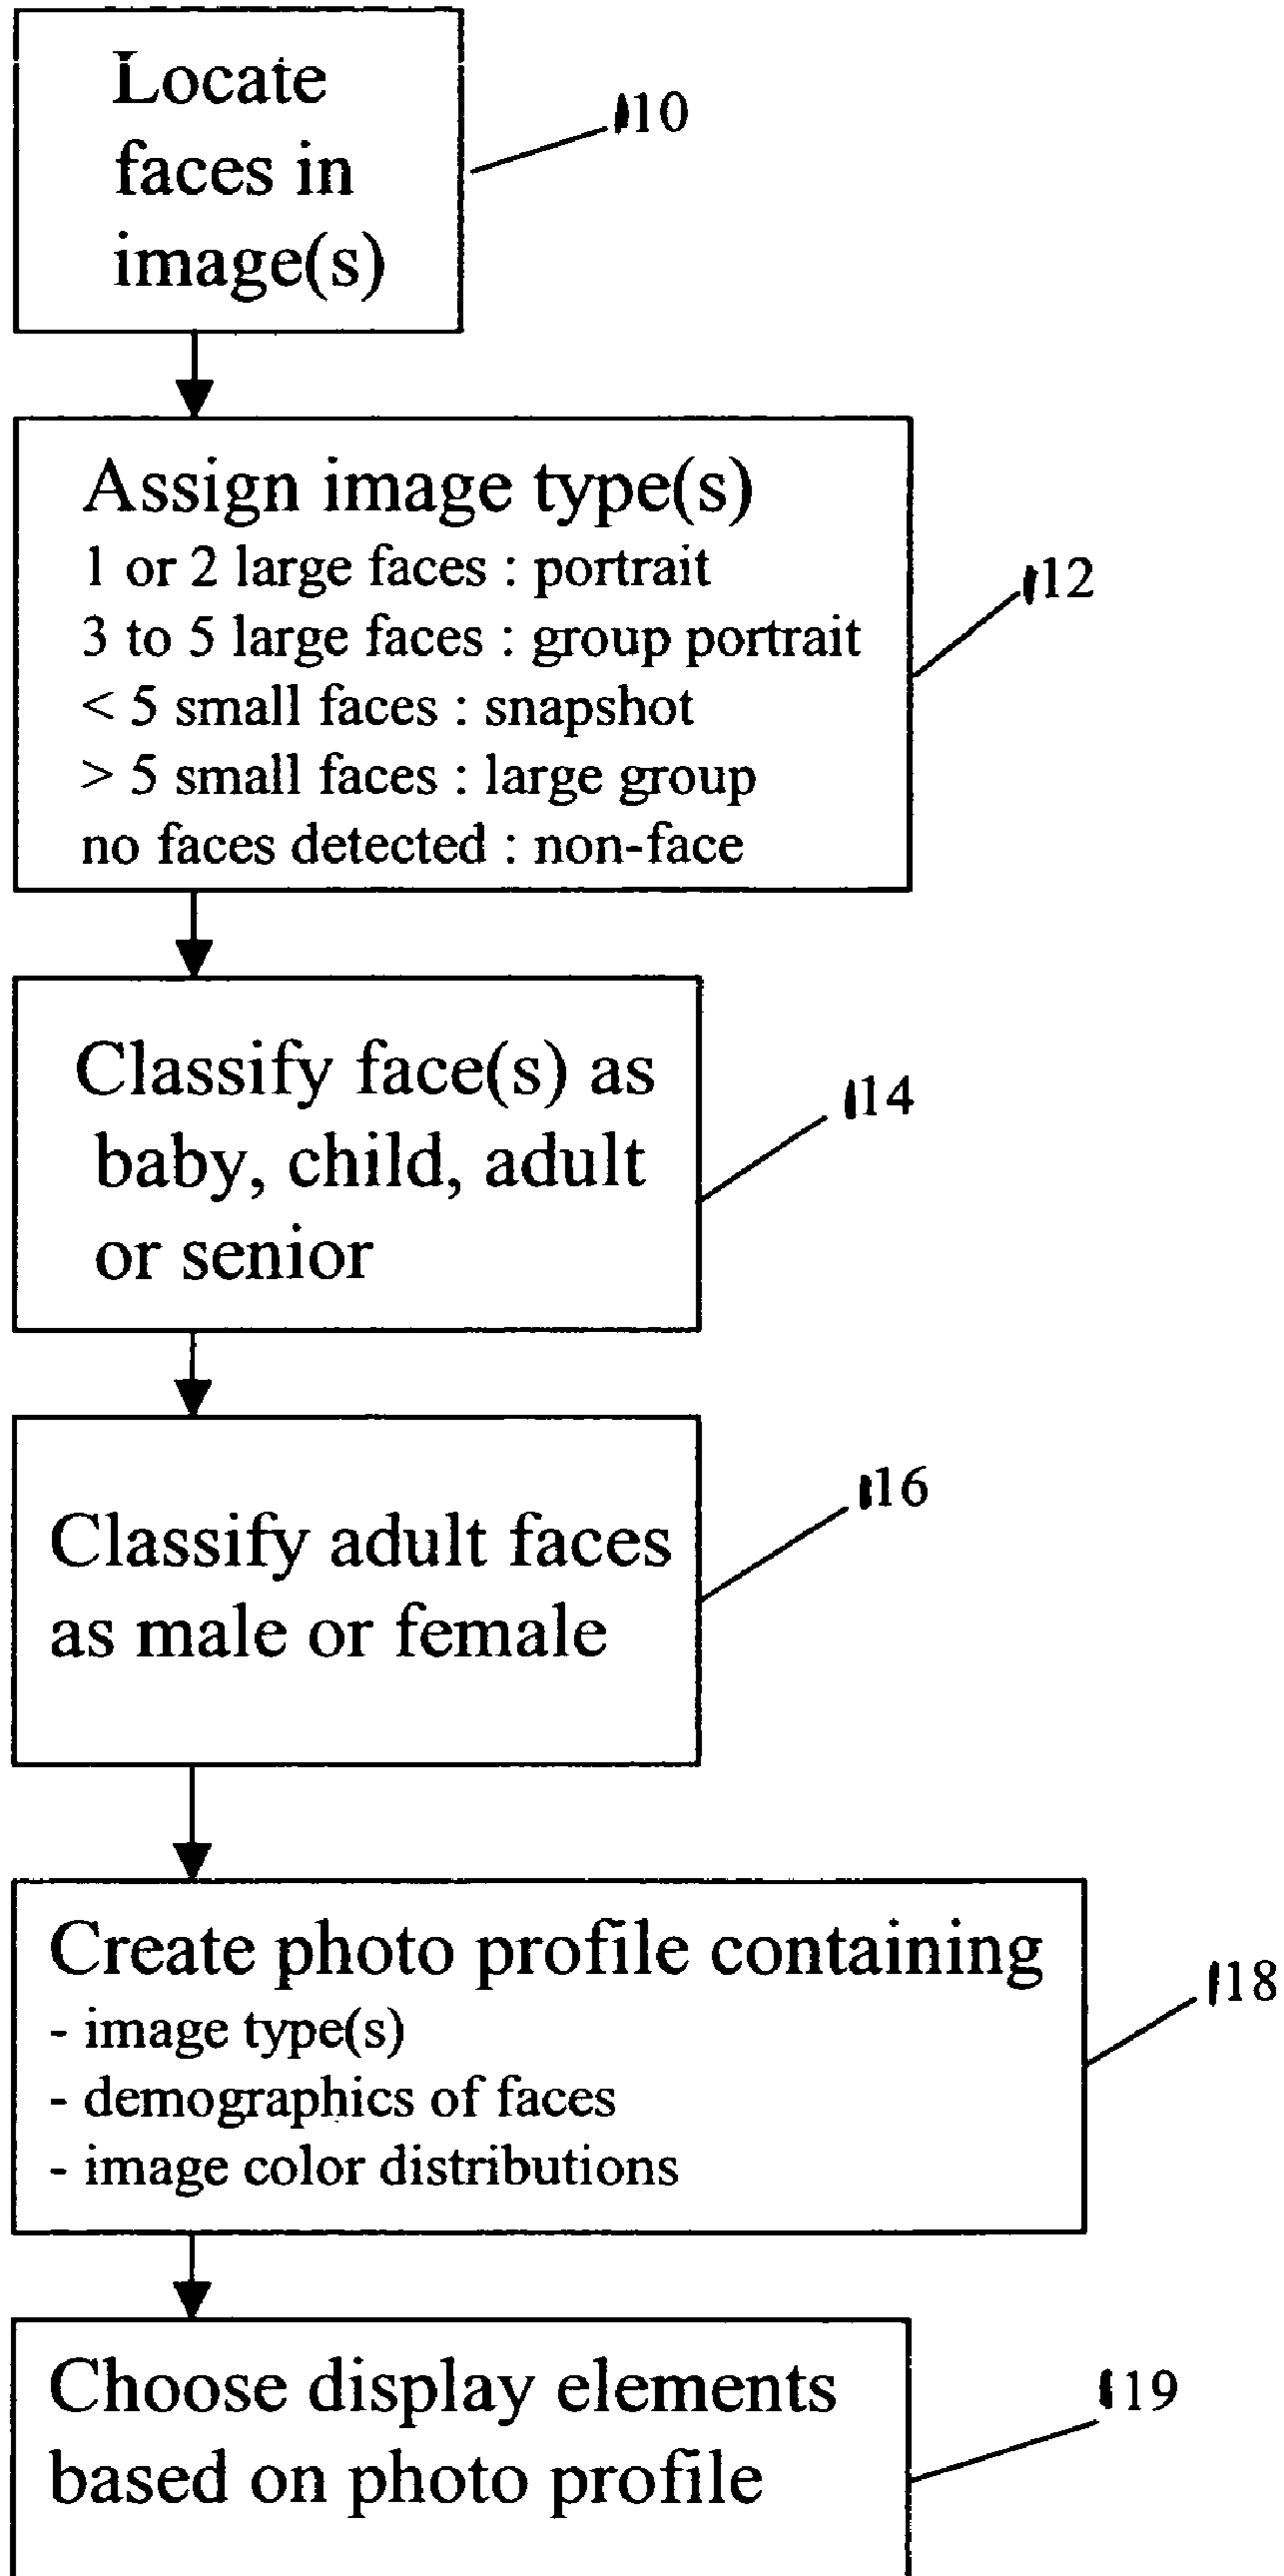 Locate
faces in
image(s)
110
Assign image type(s)
1 or 2 large faces : portrait
3 to 5 large faces : group portrait
< 5 small faces : snapshot
> 5 small faces : large group
no faces detected : non-face
112
Classify face(s) as
baby, child, adult
or senior
114
Classify adult faces
as male or female
116
Create photo profile containing
- image type(s)
- demographics of faces
- image color distributions
118
Choose display elements
based on photo profile
119